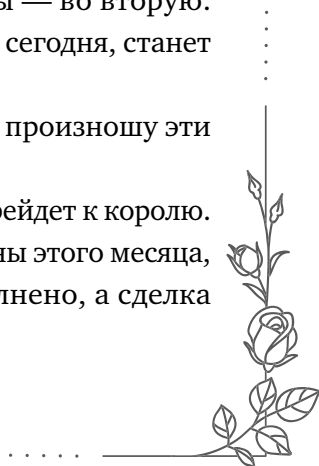 ы — во вторую.
сегодня, станет
произношу эти
рейдет к королю.
ны этого месяца,
лнено, а сделка